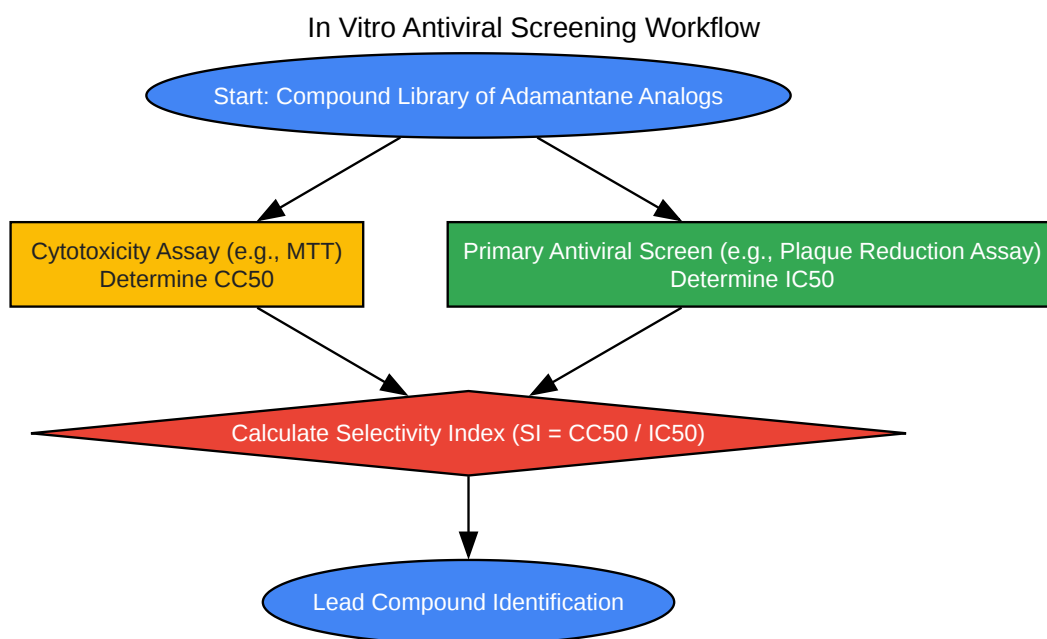 In Vitro Antiviral Screening Workflow
Start: Compound Library of Adamantane Analogs
Cytotoxicity Assay (e.g., MTT)
Determine CC50
Primary Antiviral Screen (e.g., Plaque Reduction Assay)
Determine IC50
Calculate Selectivity Index (SI = CC50 / IC50)
Lead Compound Identification